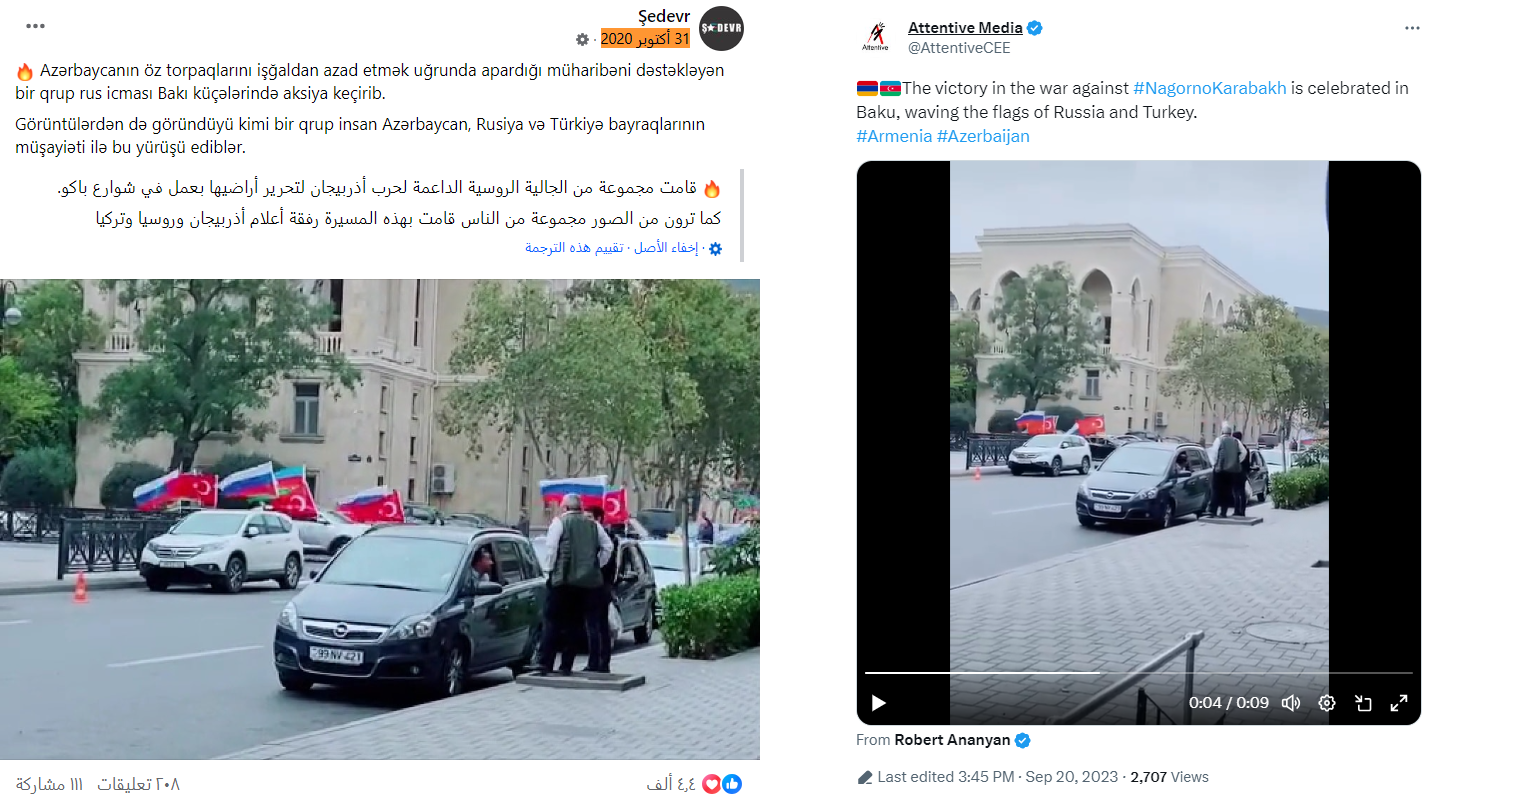 Şedevr
31 أكتوبر 2020
ŞEDEVR
🔥 Azərbaycanın öz torpaqlarını işğaldan azad etmək uğrunda apardığı müharibəni dəstəkləyən
bir qrup rus icması Bakı küçələrində aksiya keçirib.
Görüntülərdən də göründüyü kimi bir qrup insan Azərbaycan, Rusiya və Türkiyə bayraqlarının
müşayiəti ilə bu yürüşü ediblər.
🔥 قامت مجموعة من الجالية الروسية الداعمة لحرب أذربيجان لتحرير أراضيها بعمل في شوارع باكو.
كما ترون من الصور مجموعة من الناس قامت بهذه المسيرة رفقة أعلام أذربيجان وروسيا وتركيا
إخفاء الأصل · تقييم هذه الترجمة
99-NV-421
٤٫٤ ألف
٢٠٨ تعليقات
١١١ مشاركة
Attentive Media
@AttentiveCEE
Attentive
🇦🇲🇦🇿The victory in the war against #NagornoKarabakh is celebrated in
Baku, waving the flags of Russia and Turkey.
#Armenia #Azerbaijan
0:04 / 0:09
From Robert Ananyan
Last edited 3:45 PM · Sep 20, 2023 · 2,707 Views